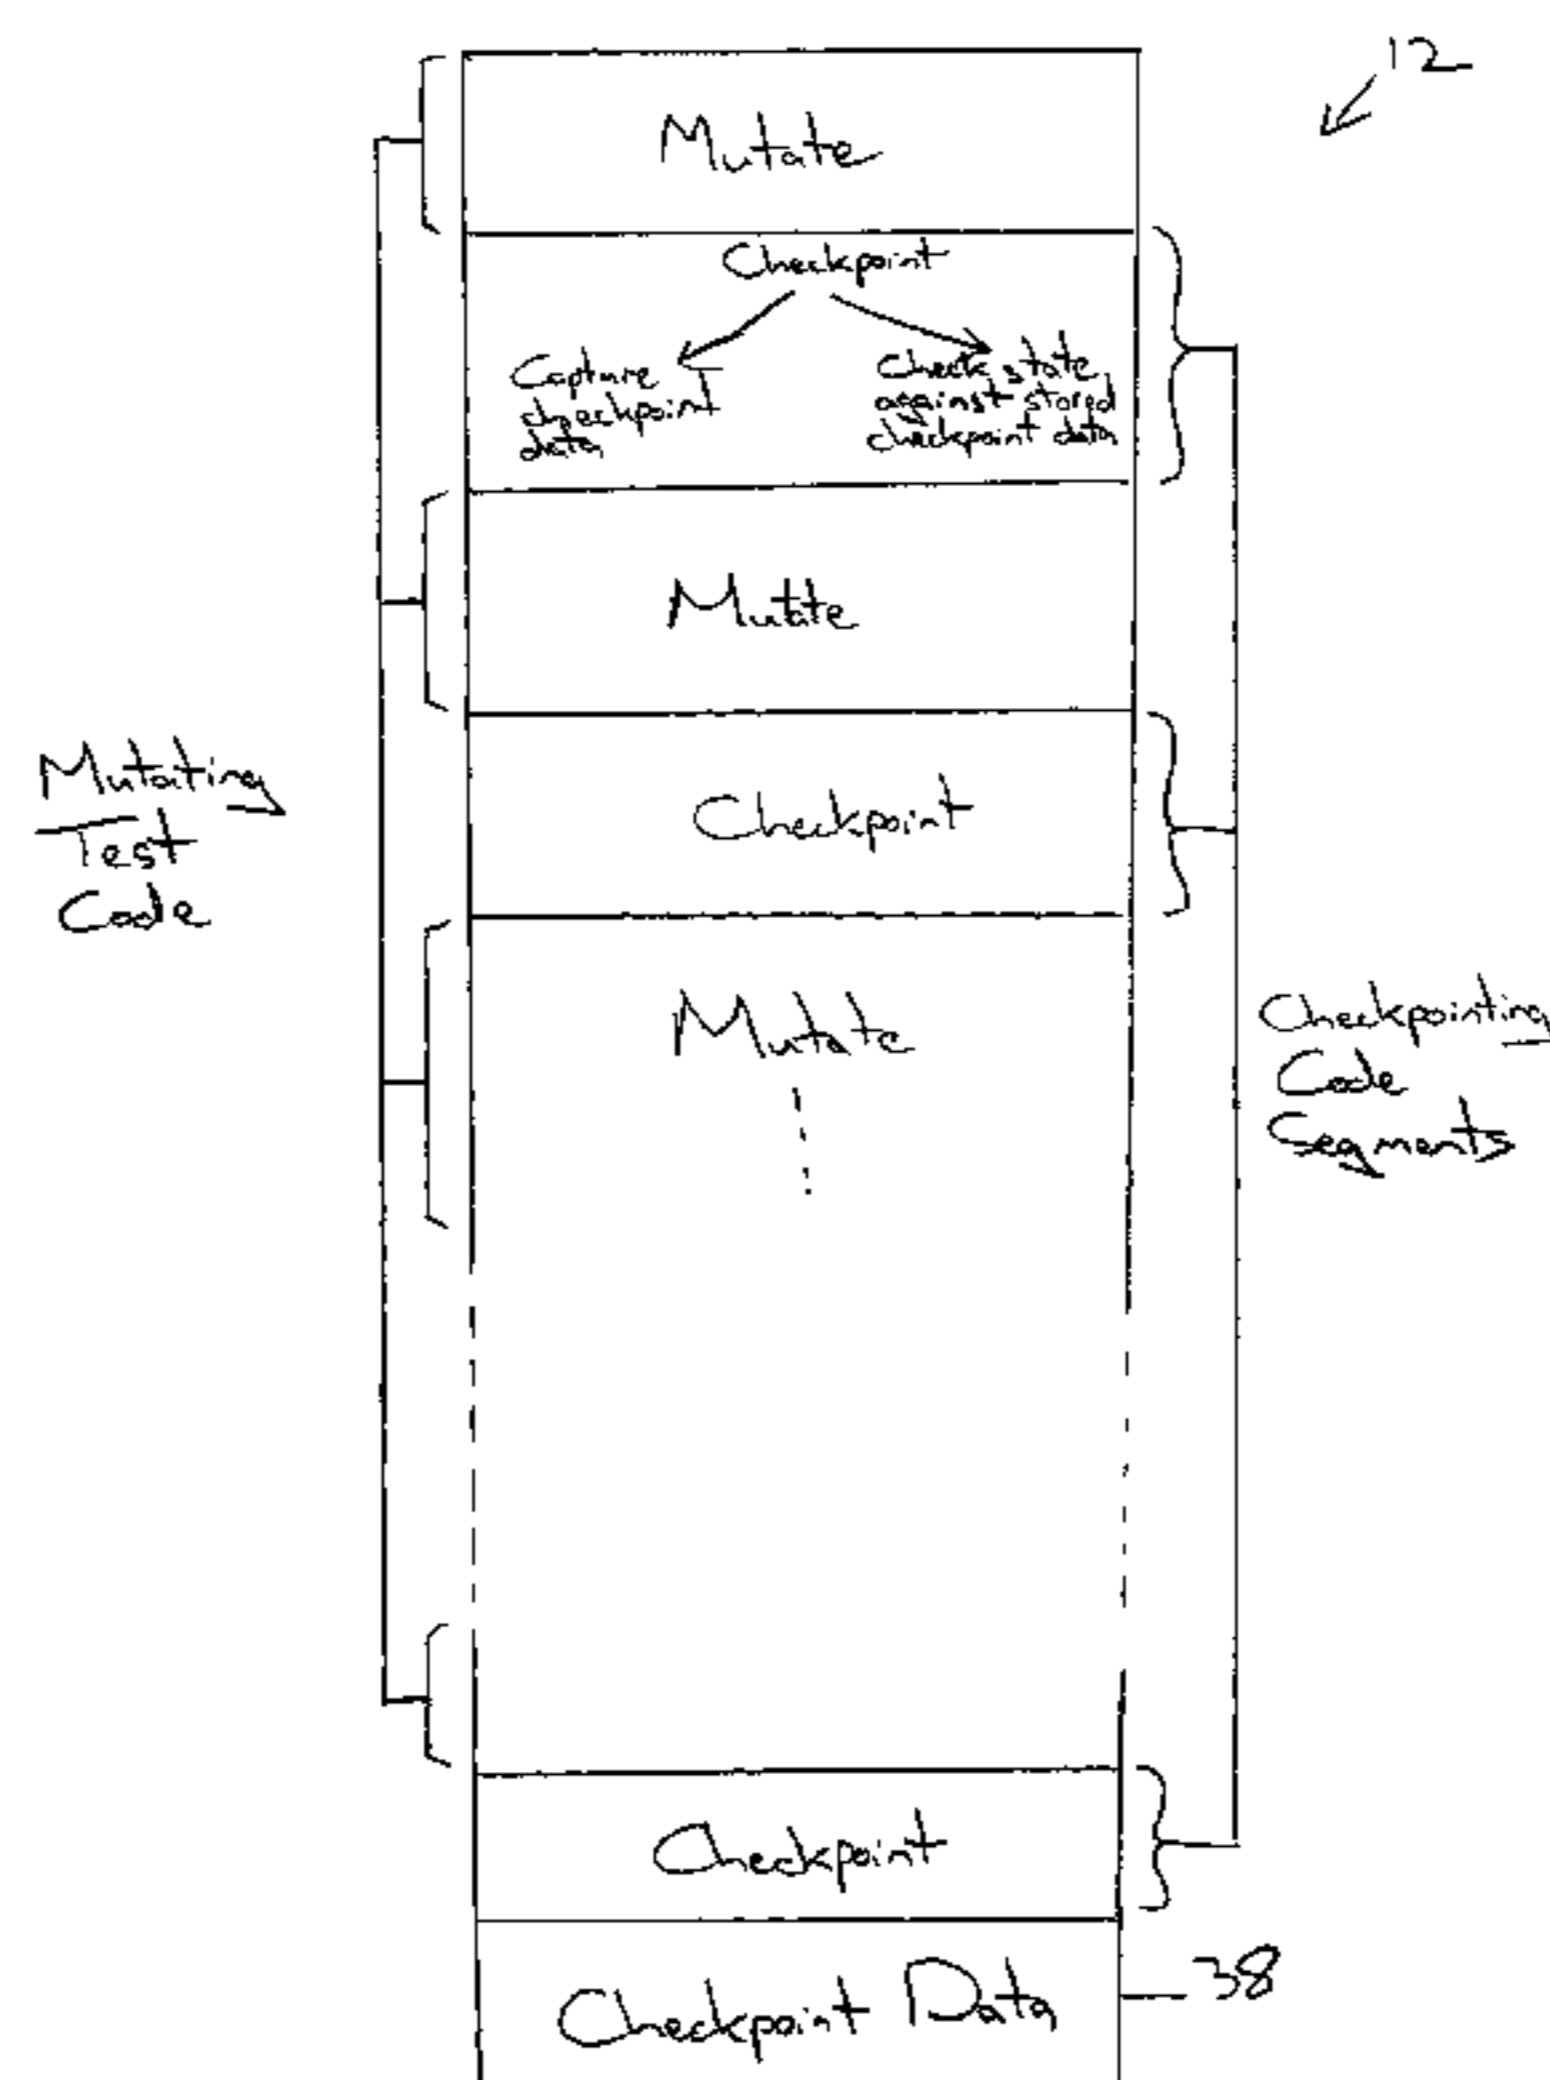 12
Mutate
Checkpoint
Capture
checkpoint
data
Check state
against stored
checkpoint data
Mutate
Mutating
Test
Code
Checkpoint
Mutate
Checkpointing
Code
Segments
Checkpoint
Checkpoint Data
38